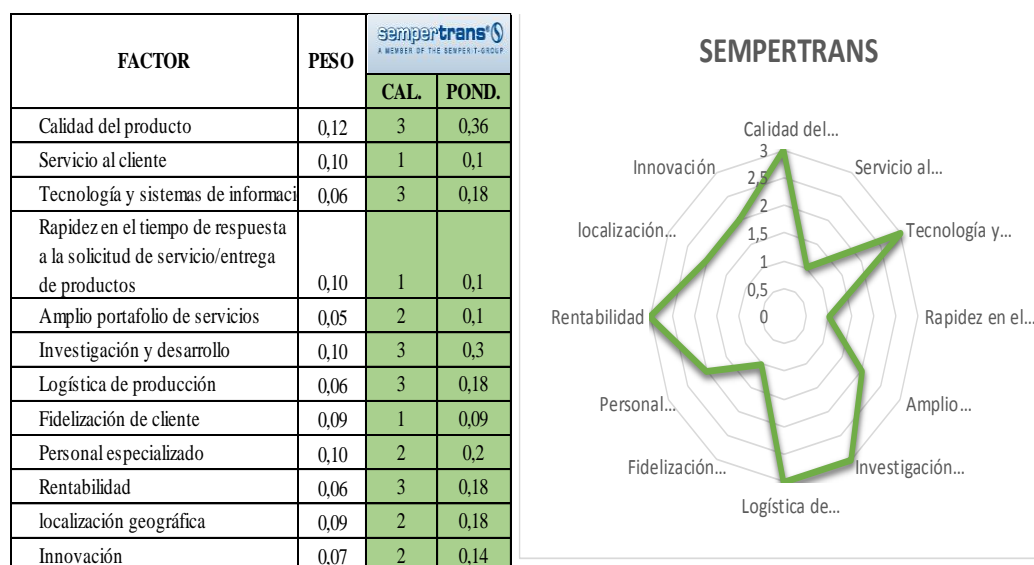 FACTOR PESO sempertrans
A MEMBER OF THE SEMPERIT-GROUP
CAL. POND.
Calidad del producto 0,12 3 0,36
Servicio al cliente 0,10 1 0,1
Tecnología y sistemas de informaci 0,06 3 0,18
Rapidez en el tiempo de respuesta
a la solicitud de servicio/entrega
de productos 0,10 1 0,1
Amplio portafolio de servicios 0,05 2 0,1
Investigación y desarrollo 0,10 3 0,3
Logística de producción 0,06 3 0,18
Fidelización de cliente 0,09 1 0,09
Personal especializado 0,10 2 0,2
Rentabilidad 0,06 3 0,18
localización geográfica 0,09 2 0,18
Innovación 0,07 2 0,14
SEMPERTRANS
Calidad del...
3
Innovación
Servicio al...
2,5
2
localización...
Tecnología y...
1,5
1
0,5
Rentabilidad
0
Rapidez en el...
Personal...
Amplio...
Fidelización...
Investigación...
Logística de...